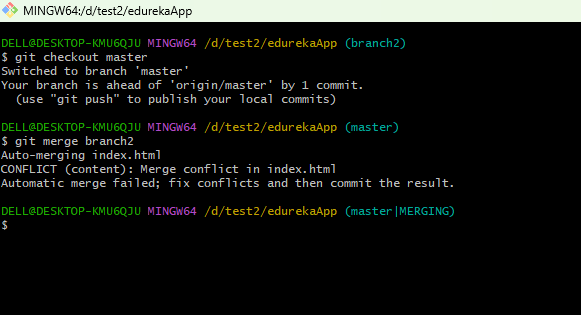 MINGW64:/d/test2/edurekaApp
DELL@DESKTOP-KMU6QJU MINGW64 /d/test2/edurekaApp (branch2)
$ git checkout master
Switched to branch 'master'
Your branch is ahead of 'origin/master' by 1 commit.
  (use "git push" to publish your local commits)
DELL@DESKTOP-KMU6QJU MINGW64 /d/test2/edurekaApp (master)
$ git merge branch2
Auto-merging index.html
CONFLICT (content): Merge conflict in index.html
Automatic merge failed; fix conflicts and then commit the result.
DELL@DESKTOP-KMU6QJU MINGW64 /d/test2/edurekaApp (master|MERGING)
$